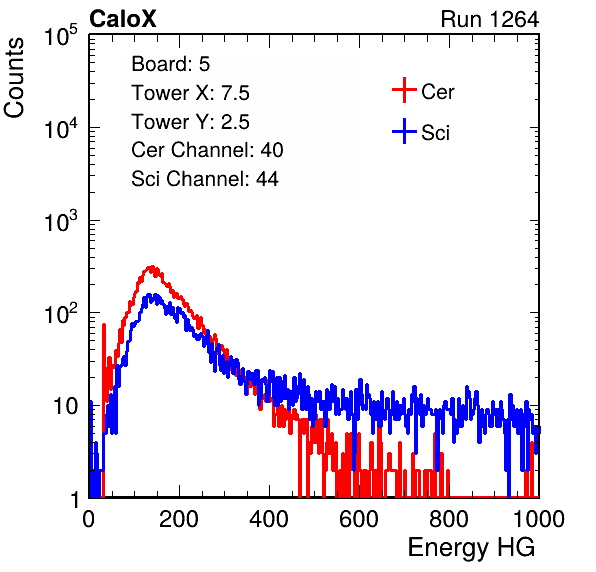 CaloX Run 1264
Counts
10^5
10^4
10^3
10^2
10
1
Board: 5
Tower X: 7.5
Tower Y: 2.5
Cer Channel: 40
Sci Channel: 44
Cer
Sci
0 200 400 600 800 1000
Energy HG